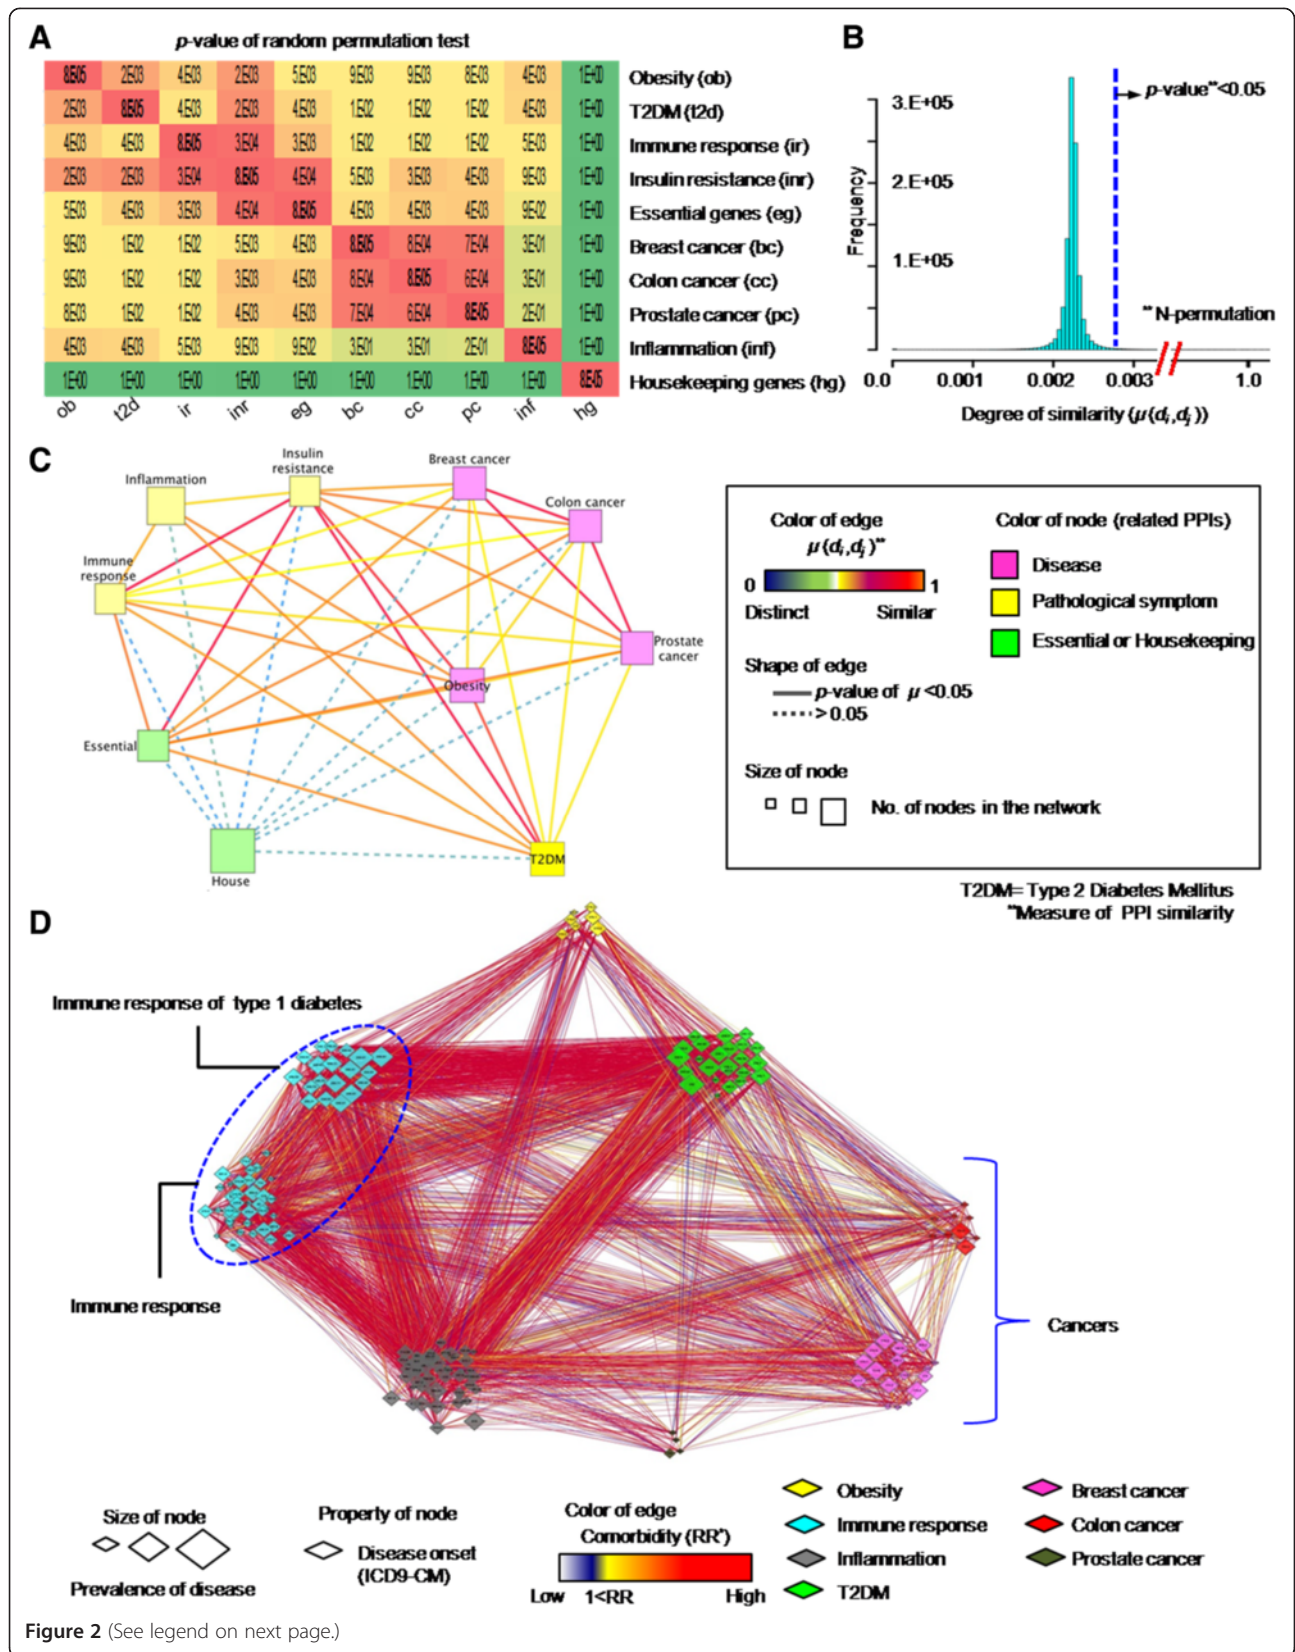 A
p-value of random permutation test
8.E-05 2.E-03 4.E-03 2.E-03 5.E-03 9.E-03 9.E-03 8.E-03 4.E-03 1.E+00 Obesity (ob)
2.E-03 8.E-05 4.E-03 2.E-03 4.E-03 1.E-02 1.E-02 1.E-02 4.E-03 1.E+00 T2DM (t2d)
4.E-03 4.E-03 8.E-05 3.E-04 3.E-03 1.E-02 1.E-02 1.E-02 5.E-03 1.E+00 Immune response (ir)
2.E-03 2.E-03 3.E-04 8.E-05 4.E-04 5.E-03 3.E-03 4.E-03 9.E-03 1.E+00 Insulin resistance (inr)
5.E-03 4.E-03 3.E-03 4.E-04 8.E-05 4.E-03 4.E-03 4.E-03 9.E-02 1.E+00 Essential genes (eg)
9.E-03 1.E-02 1.E-02 5.E-03 4.E-03 8.E-05 8.E-04 7.E-04 3.E-01 1.E+00 Breast cancer (bc)
9.E-03 1.E-02 1.E-02 3.E-03 4.E-03 8.E-04 8.E-05 6.E-04 3.E-01 1.E+00 Colon cancer (cc)
8.E-03 1.E-02 1.E-02 4.E-03 4.E-03 7.E-04 6.E-04 8.E-05 2.E-01 1.E+00 Prostate cancer (pc)
4.E-03 4.E-03 5.E-03 9.E-03 9.E-02 3.E-01 3.E-01 2.E-01 8.E-05 1.E+00 Inflammation (inf)
1.E+00 1.E+00 1.E+00 1.E+00 1.E+00 1.E+00 1.E+00 1.E+00 1.E+00 8.E-05 Housekeeping genes (hg)
ob t2d ir inr eg bc cc pc inf hg
B
p-value**<0.05
3.E+05
2.E+05
1.E+05
Frequency
** N-permutation
0.0 0.001 0.002 0.003 1.0
Degree of similarity (μ(di,dj))
C
Insulin
resistance
Breast cancer
Inflammation
Colon cancer
Immune
response
Prostate
cancer
Obesity
Essential
T2DM
House
Color of edge
μ(di,dj)**
0 1
Distinct Similar
Shape of edge
p-value of μ <0.05
> 0.05
Size of node
No. of nodes in the network
Color of node (related PPIs)
Disease
Pathological symptom
Essential or Housekeeping
T2DM= Type 2 Diabetes Mellitus
**Measure of PPI similarity
D
Immune response of type 1 diabetes
Immune response
Cancers
Size of node
Prevalence of disease
Property of node
Disease onset
(ICD9-CM)
Color of edge
Comorbidity (RR*)
Low 1<RR High
Obesity
Immune response
Inflammation
T2DM
Breast cancer
Colon cancer
Prostate cancer
Figure 2 (See legend on next page.)